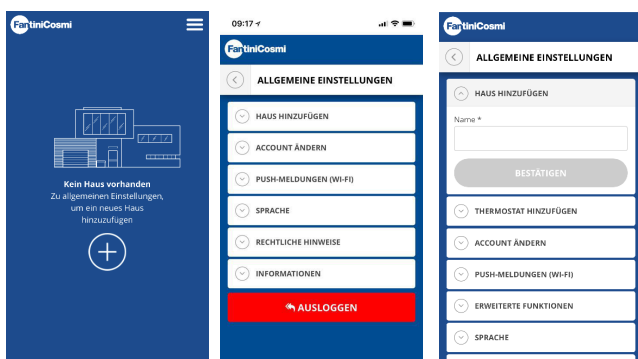 FantiniCosmi
Kein Haus vorhanden
Zu allgemeinen Einstellungen,
um ein neues Haus
hinzuzufügen
09:17
FantiniCosmi
ALLGEMEINE EINSTELLUNGEN
HAUS HINZUFÜGEN
ACCOUNT ÄNDERN
PUSH-MELDUNGEN (WI-FI)
SPRACHE
RECHTLICHE HINWEISE
INFORMATIONEN
AUSLOGGEN
FantiniCosmi
ALLGEMEINE EINSTELLUNGEN
HAUS HINZUFÜGEN
Name *
BESTÄTIGEN
THERMOSTAT HINZUFÜGEN
ACCOUNT ÄNDERN
PUSH-MELDUNGEN (WI-FI)
ERWEITERTE FUNKTIONEN
SPRACHE